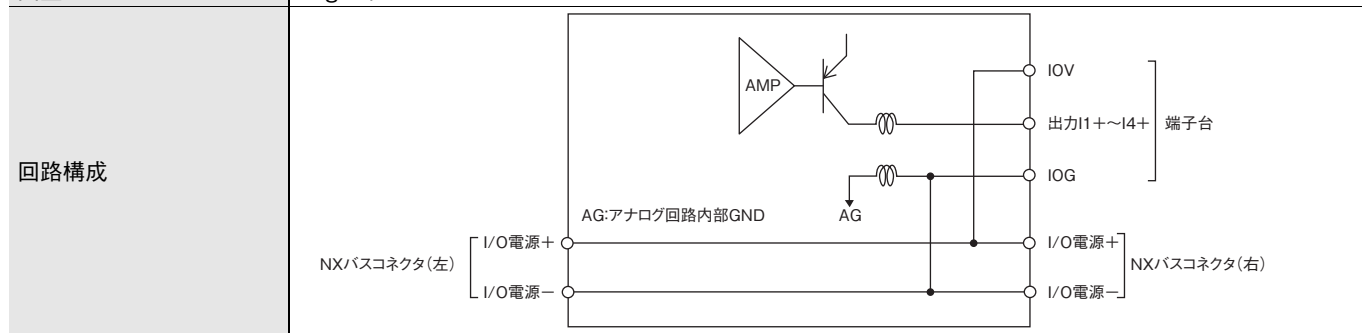 回路構成
AMP
IOV
出力I1+~I4+
端子台
IOG
AG:アナログ回路内部GND
AG
NXバスコネクタ(左)
I/O電源+
I/O電源-
I/O電源+
I/O電源-
NXバスコネクタ(右)